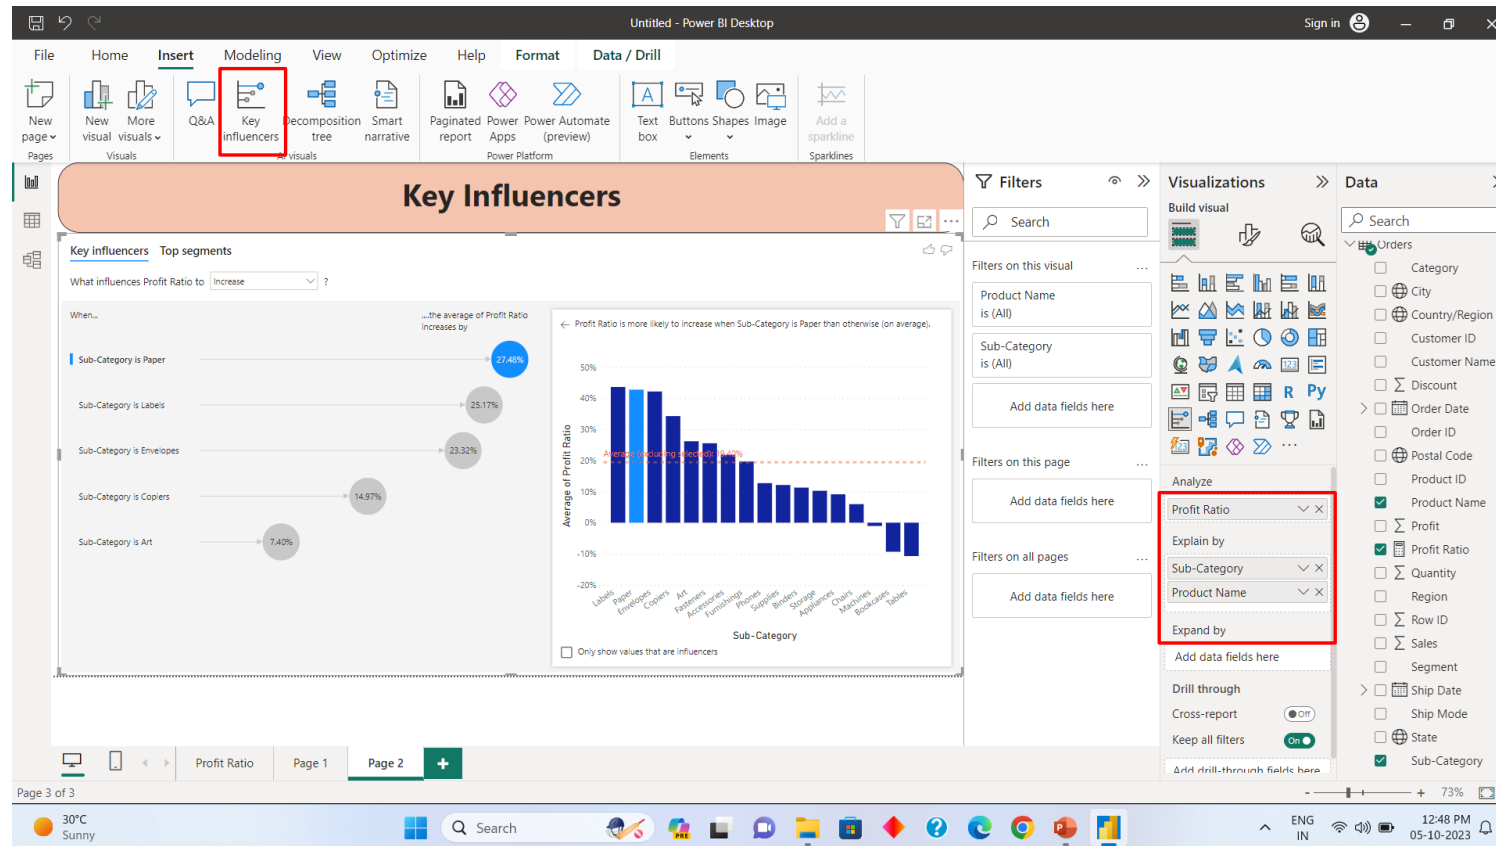 Untitled - Power BI Desktop
Sign in
File Home Insert Modeling View Optimize Help Format Data / Drill
New page
New visual
More visuals
Q&A
Key influencers
Decomposition tree
Smart narrative
Paginated report
Power Apps
Power Automate (preview)
Text box
Buttons
Shapes
Image
Add a sparkline
Pages
Visuals
AI visuals
Power Platform
Elements
Sparklines
Key Influencers
Key influencers Top segments
What influences Profit Ratio to Increase ?
When...
....the average of Profit Ratio increases by
Sub-Category is Paper 27.48%
Sub-Category is Labels 25.17%
Sub-Category is Envelopes 23.32%
Sub-Category is Copiers 14.97%
Sub-Category is Art 7.40%
← Profit Ratio is more likely to increase when Sub-Category is Paper than otherwise (on average).
Average of Profit Ratio
50%
40%
30%
20%
10%
0%
-10%
-20%
Average (excluding selected): 19.40%
Labels
Paper
Envelopes
Copiers
Art
Fasteners
Accessories
Furnishings
Phones
Supplies
Binders
Storage
Appliances
Chairs
Machines
Bookcases
Tables
Sub-Category
Only show values that are influencers
Filters
Search
Filters on this visual ...
Product Name
is (All)
Sub-Category
is (All)
Add data fields here
Filters on this page ...
Add data fields here
Filters on all pages ...
Add data fields here
Visualizations
Build visual
123
R Py
123
...
Analyze
Profit Ratio
Explain by
Sub-Category
Product Name
Expand by
Add data fields here
Drill through
Cross-report Off
Keep all filters On
Add drill-through fields here
Data
Search
Orders
Category
City
Country/Region
Customer ID
Customer Name
Discount
Order Date
Order ID
Postal Code
Product ID
Product Name
Profit
Profit Ratio
Quantity
Region
Row ID
Sales
Segment
Ship Date
Ship Mode
State
Sub-Category
Profit Ratio Page 1 Page 2 +
Page 3 of 3
- + 73%
30°C
Sunny
Search
PRE
ENG
IN
12:48 PM
05-10-2023